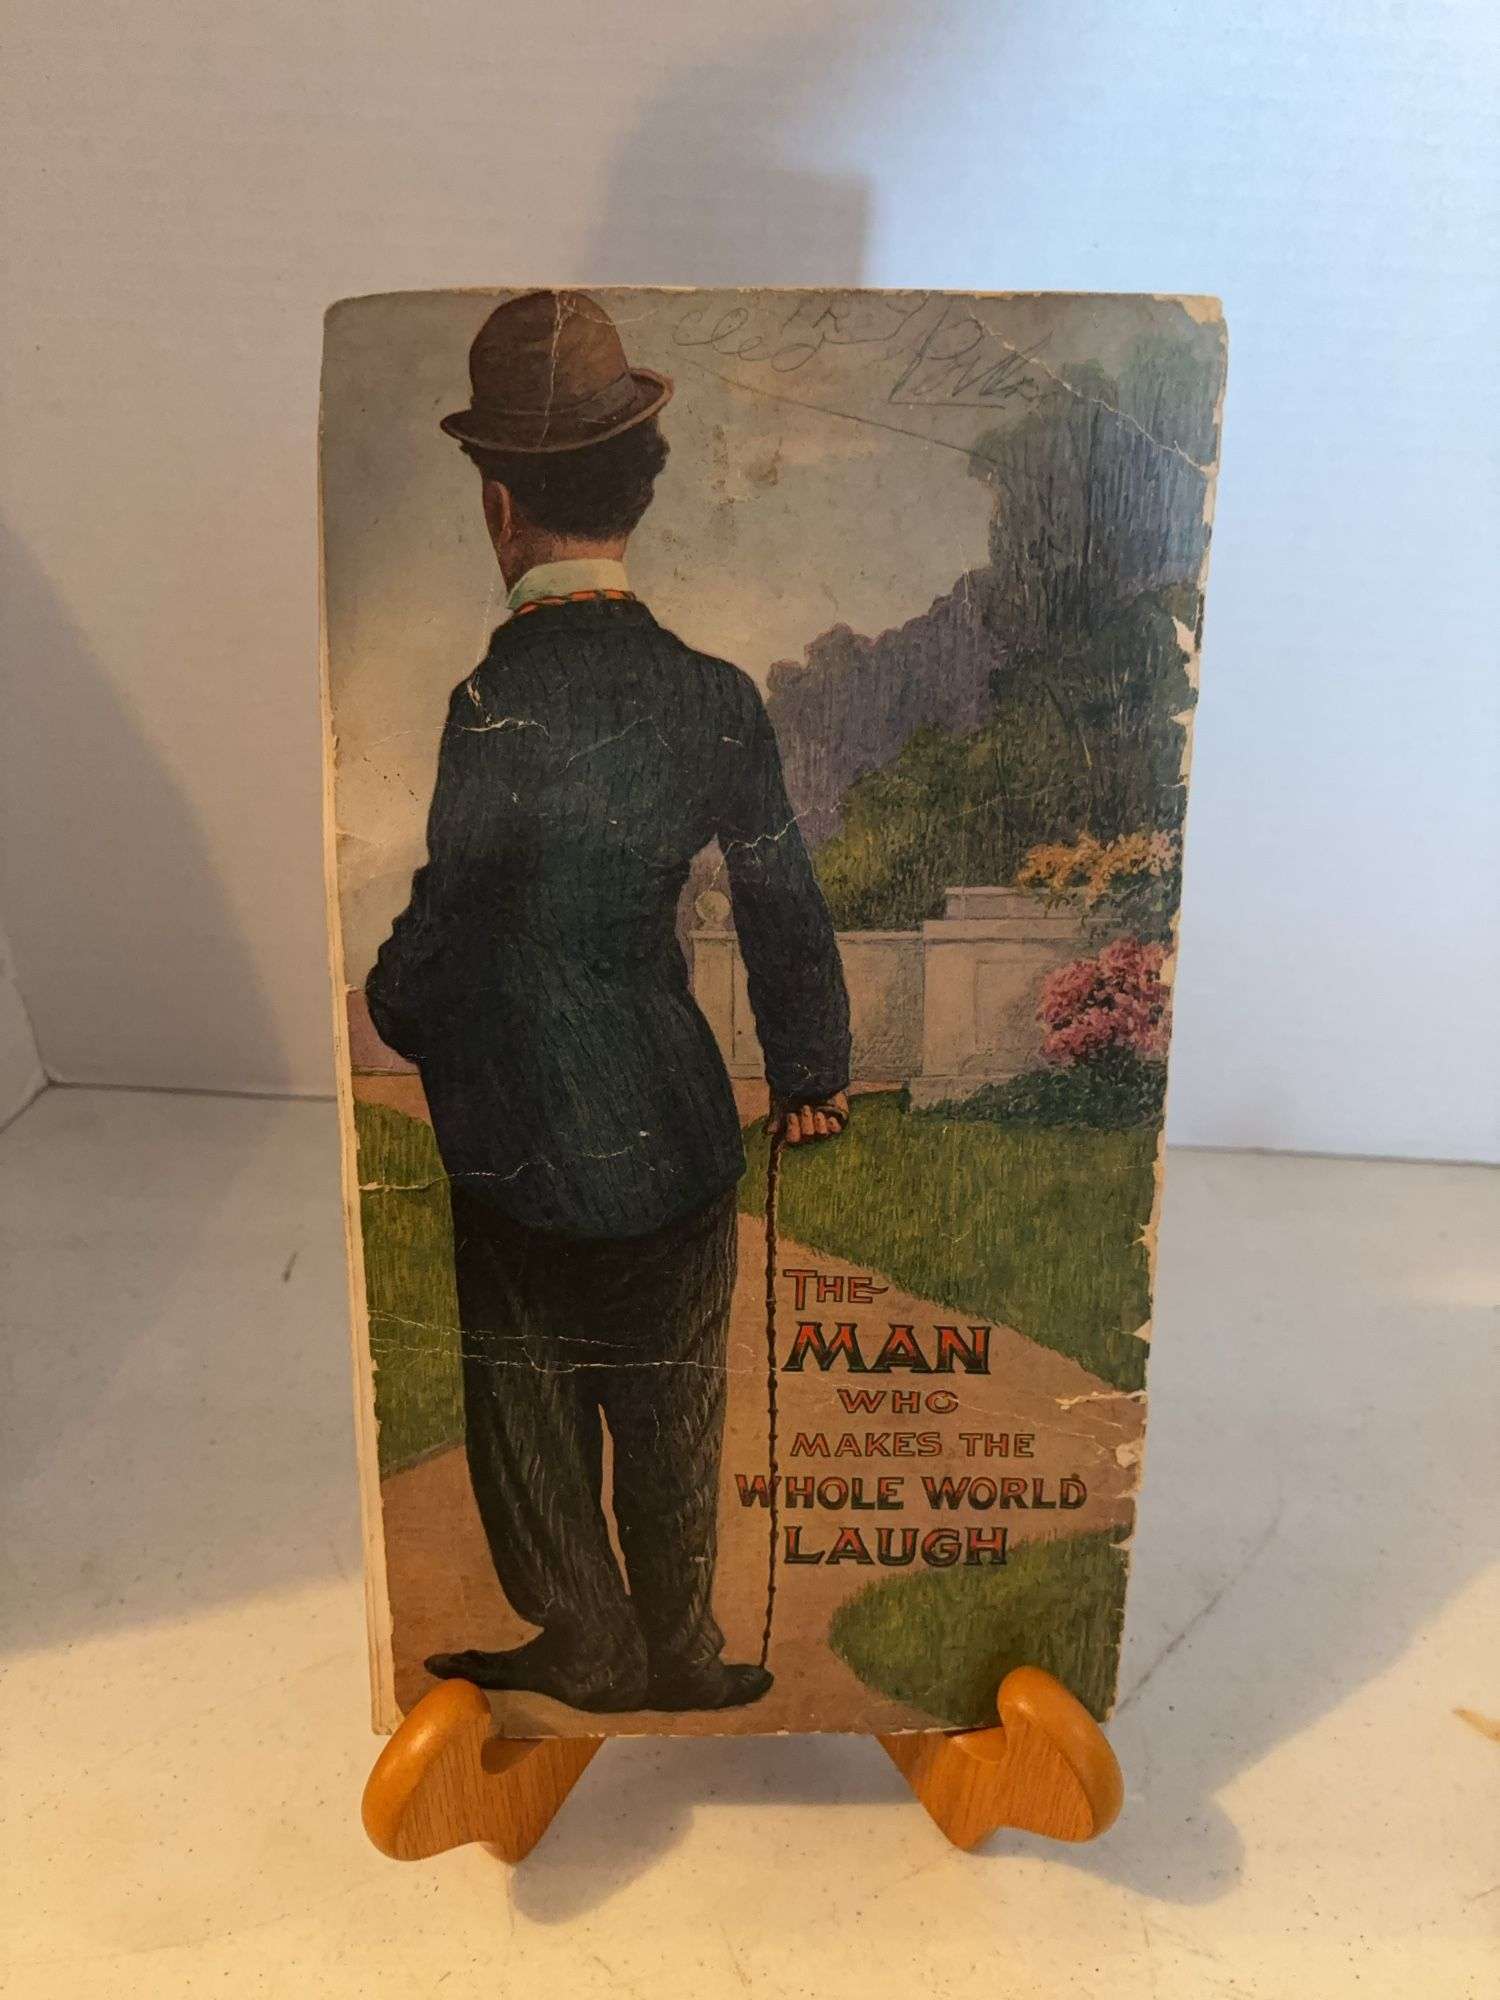 THE
MAN
WHO
MAKES THE
WHOLE WORLD
LAUGH